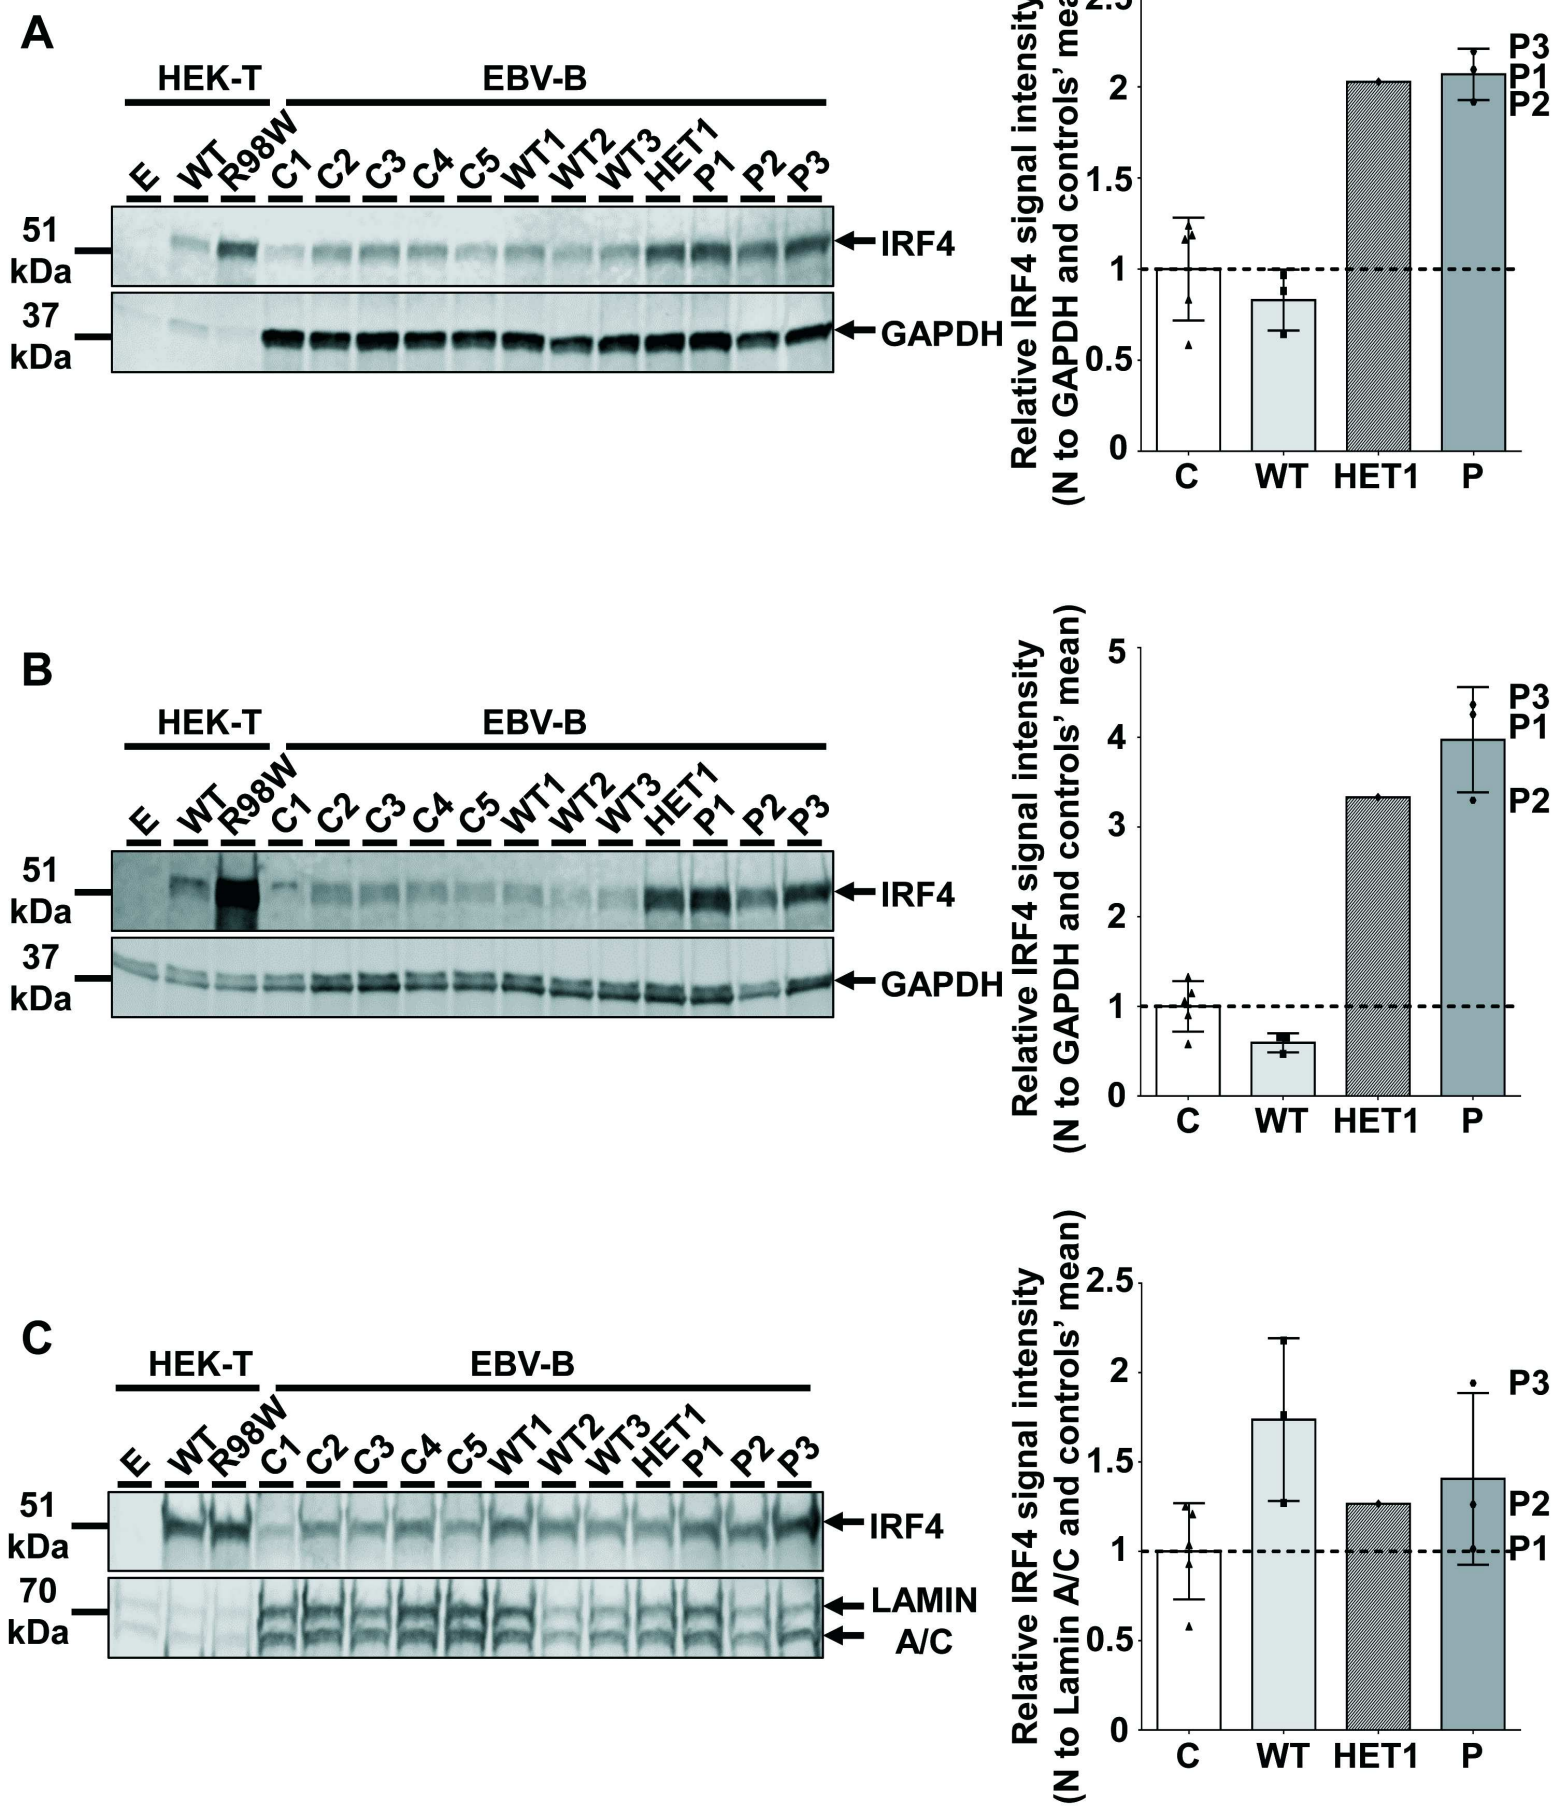 A
HEK-T
EBV-B
E WT R98W C1 C2 C3 C4 C5 WT1 WT2 WT3 HET1 P1 P2 P3
51
kDa
IRF4
37
kDa
GAPDH
Relative IRF4 signal intensity
(N to GAPDH and controls’ mea
2.5
2
1.5
1
0.5
0
P3
P1
P2
C WT HET1 P
B
HEK-T
EBV-B
E WT R98W C1 C2 C3 C4 C5 WT1 WT2 WT3 HET1 P1 P2 P3
51
kDa
IRF4
37
kDa
GAPDH
Relative IRF4 signal intensity
(N to GAPDH and controls’ mean)
5
4
3
2
1
0
P3
P1
P2
C WT HET1 P
C
HEK-T
EBV-B
E WT R98W C1 C2 C3 C4 C5 WT1 WT2 WT3 HET1 P1 P2 P3
51
kDa
IRF4
70
kDa
LAMIN
A/C
Relative IRF4 signal intensity
(N to Lamin A/C and controls’ mean)
2.5
2
1.5
1
0.5
0
P3
P2
P1
C WT HET1 P